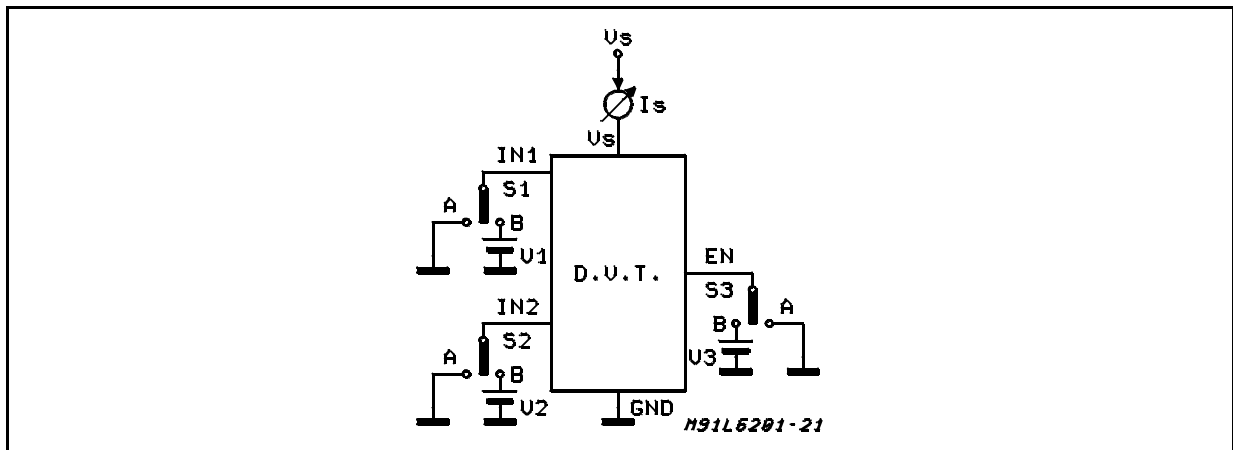 Vs
Is
Vs
IN1
S1
A
B
V1
D.V.T.
EN
S3
A
B
V3
IN2
S2
A
B
V2
GND
M91L6201-21